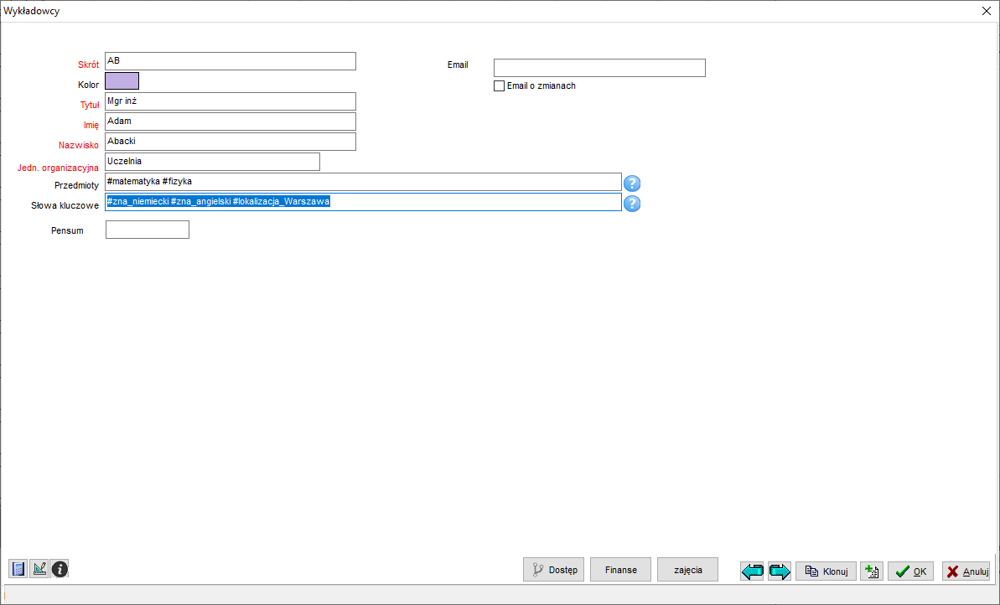 Wykładowcy
Skrót AB
Email
Kolor
Email o zmianach
Tytuł Mgr inż
Imię Adam
Nazwisko Abacki
Jedn. organizacyjna Uczelnia
Przedmioty #matematyka #fizyka ?
Słowa kluczowe #zna_niemiecki #zna_angielski #lokalizacja_Warszawa ?
Pensum
Dostęp Finanse zajęcia Klonuj OK Anuluj